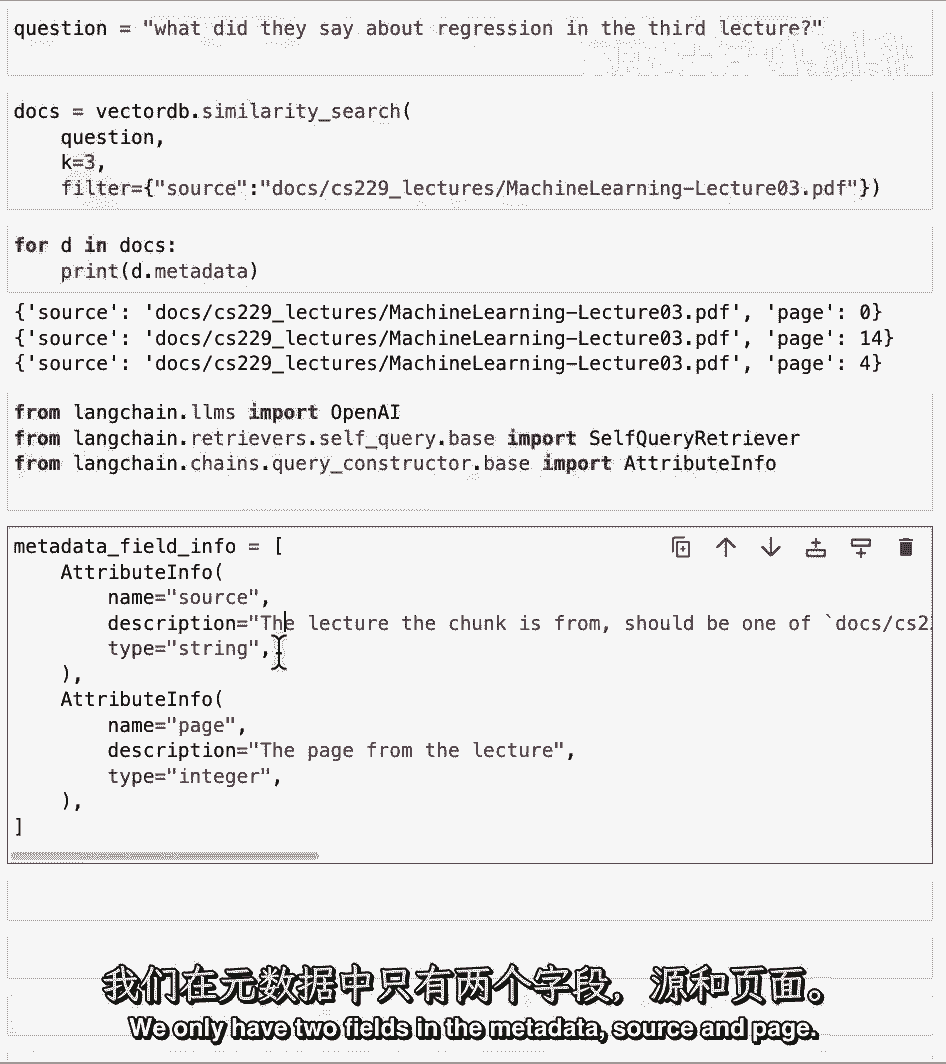 question = "what did they say about regression in the third lecture?"
docs = vectordb.similarity_search(
    question,
    k=3,
    filter={"source":"docs/cs229_lectures/MachineLearning-Lecture03.pdf"})
for d in docs:
    print(d.metadata)
{'source': 'docs/cs229_lectures/MachineLearning-Lecture03.pdf', 'page': 0}
{'source': 'docs/cs229_lectures/MachineLearning-Lecture03.pdf', 'page': 14}
{'source': 'docs/cs229_lectures/MachineLearning-Lecture03.pdf', 'page': 4}
from langchain.llms import OpenAI
from langchain.retrievers.self_query.base import SelfQueryRetriever
from langchain.chains.query_constructor.base import AttributeInfo
metadata_field_info = [
    AttributeInfo(
        name="source",
        description="The lecture the chunk is from, should be one of `docs/cs2
        type="string",
    ),
    AttributeInfo(
        name="page",
        description="The page from the lecture",
        type="integer",
    ),
]
我们在元数据中只有两个字段，源和页面。
We only have two fields in the metadata, source and page.